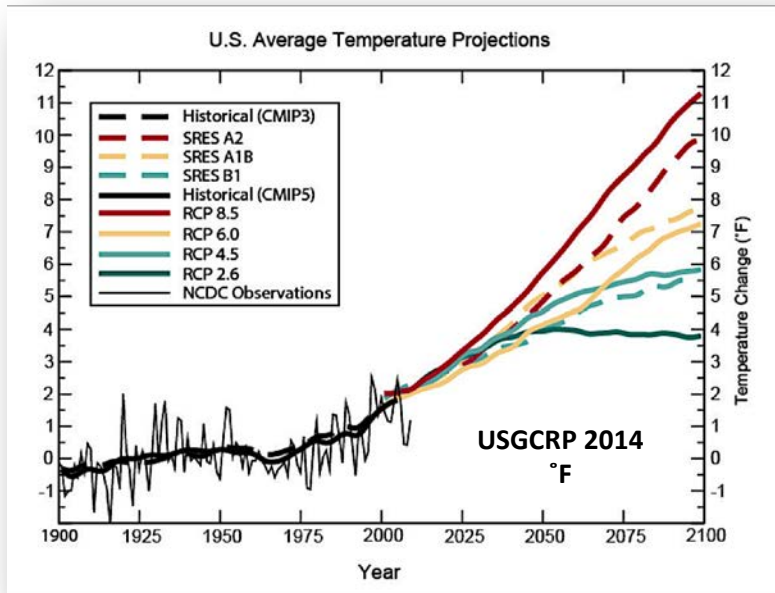 U.S. Average Temperature Projections
12
11
10
9
8
7
6
5
4
3
2
1
0
-1
Historical (CMIP3)
SRES A2
SRES A1B
SRES B1
Historical (CMIP5)
RCP 8.5
RCP 6.0
RCP 4.5
RCP 2.6
NCDC Observations
USGCRP 2014
°F
12
11
10
9
8
7
6
5
4
3
2
1
0
-1
Temperature Change (°F)
1900 1925 1950 1975 2000 2025 2050 2075 2100
Year